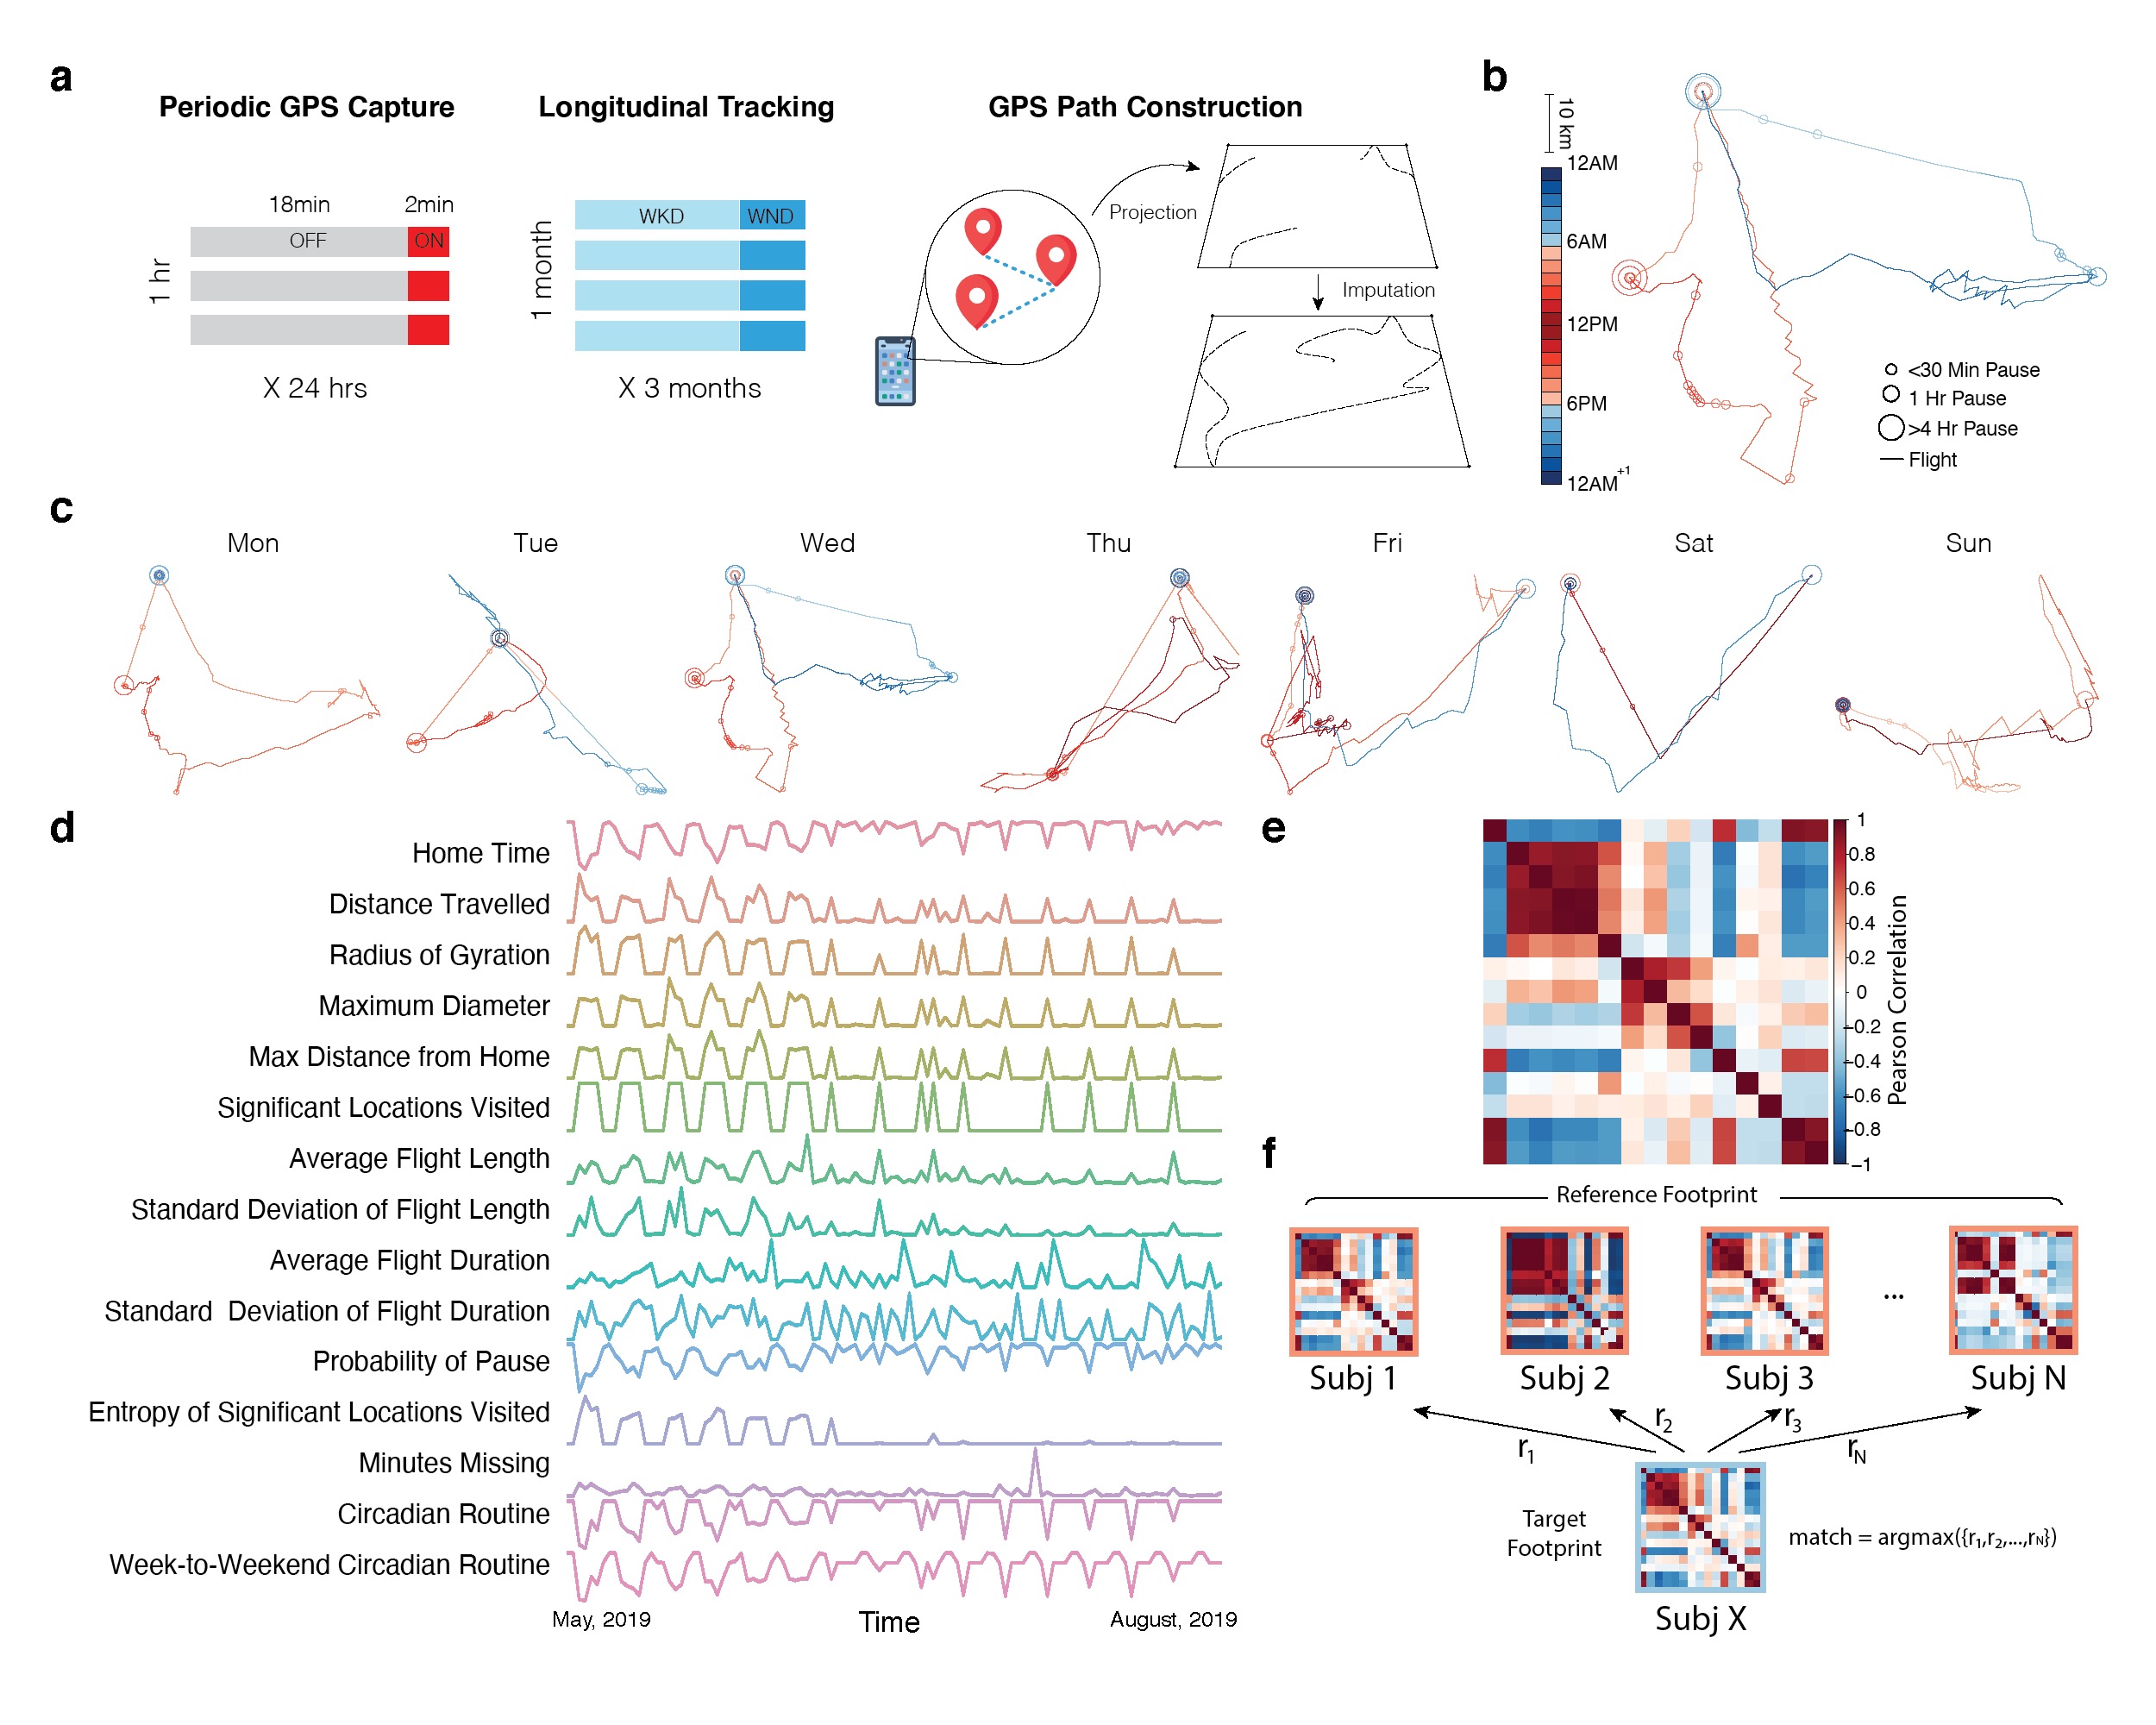 a
Periodic GPS Capture
Longitudinal Tracking
GPS Path Construction
18min
2min
OFF
ON
1 hr
X 24 hrs
WKD
WND
1 month
X 3 months
Projection
Imputation
b
10 km
12AM
6AM
12PM
6PM
12AM+1
<30 Min Pause
1 Hr Pause
>4 Hr Pause
Flight
c
Mon
Tue
Wed
Thu
Fri
Sat
Sun
d
Home Time
Distance Travelled
Radius of Gyration
Maximum Diameter
Max Distance from Home
Significant Locations Visited
Average Flight Length
Standard Deviation of Flight Length
Average Flight Duration
Standard Deviation of Flight Duration
Probability of Pause
Entropy of Significant Locations Visited
Minutes Missing
Circadian Routine
Week-to-Weekend Circadian Routine
May, 2019
Time
August, 2019
e
1
0.8
0.6
0.4
0.2
0
-0.2
-0.4
-0.6
-0.8
-1
Pearson Correlation
f
Reference Footprint
...
Subj 1
Subj 2
Subj 3
Subj N
r1
r2
r3
rN
Target
Footprint
match = argmax({r1,r2,...,rN})
Subj X